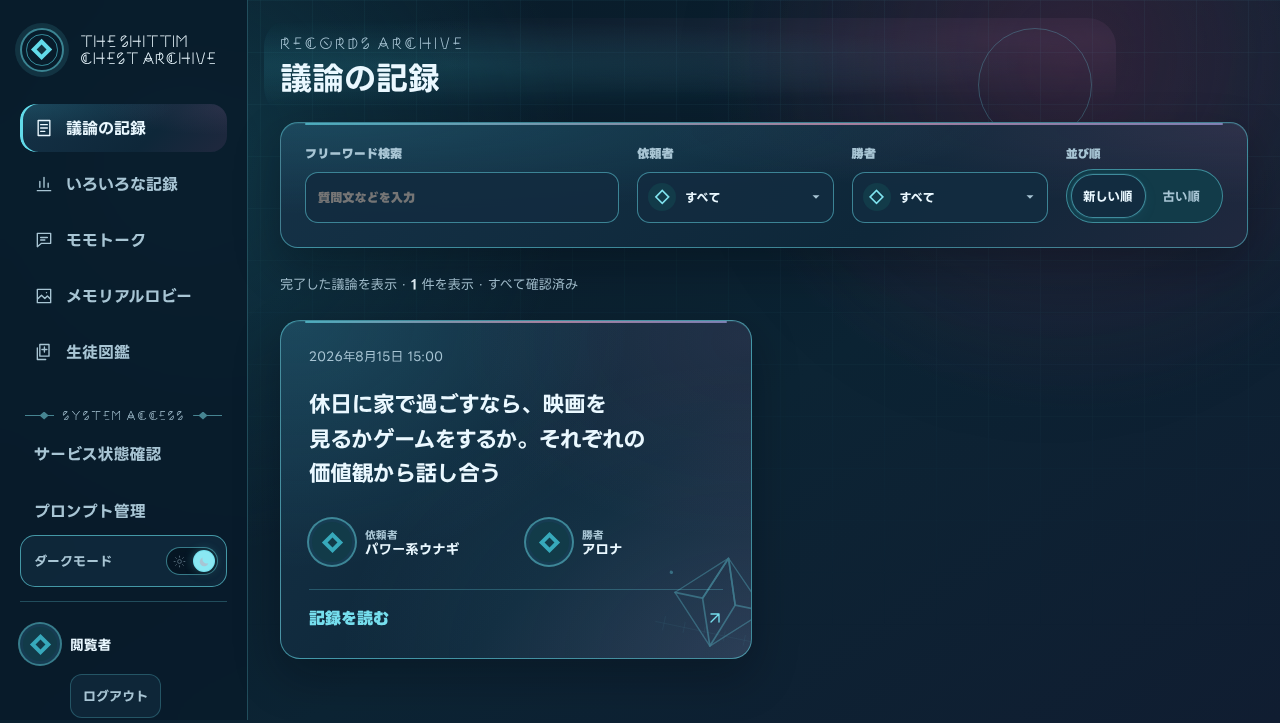 THE SHITTIM
CHEST ARCHIVE
議論の記録
いろいろな記録
モモトーク
メモリアルロビー
生徒図鑑
SYSTEM ACCESS
サービス状態確認
プロンプト管理
ダークモード
閲覧者
ログアウト
RECORDS ARCHIVE
議論の記録
フリーワード検索
質問文などを入力
依頼者
すべて
勝者
すべて
並び順
新しい順
古い順
完了した議論を表示 · 1 件を表示 · すべて確認済み
2026年8月15日 15:00
休日に家で過ごすなら、映画を
見るかゲームをするか。それぞれの
価値観から話し合う
依頼者
パワー系ウナギ
勝者
アロナ
記録を読む